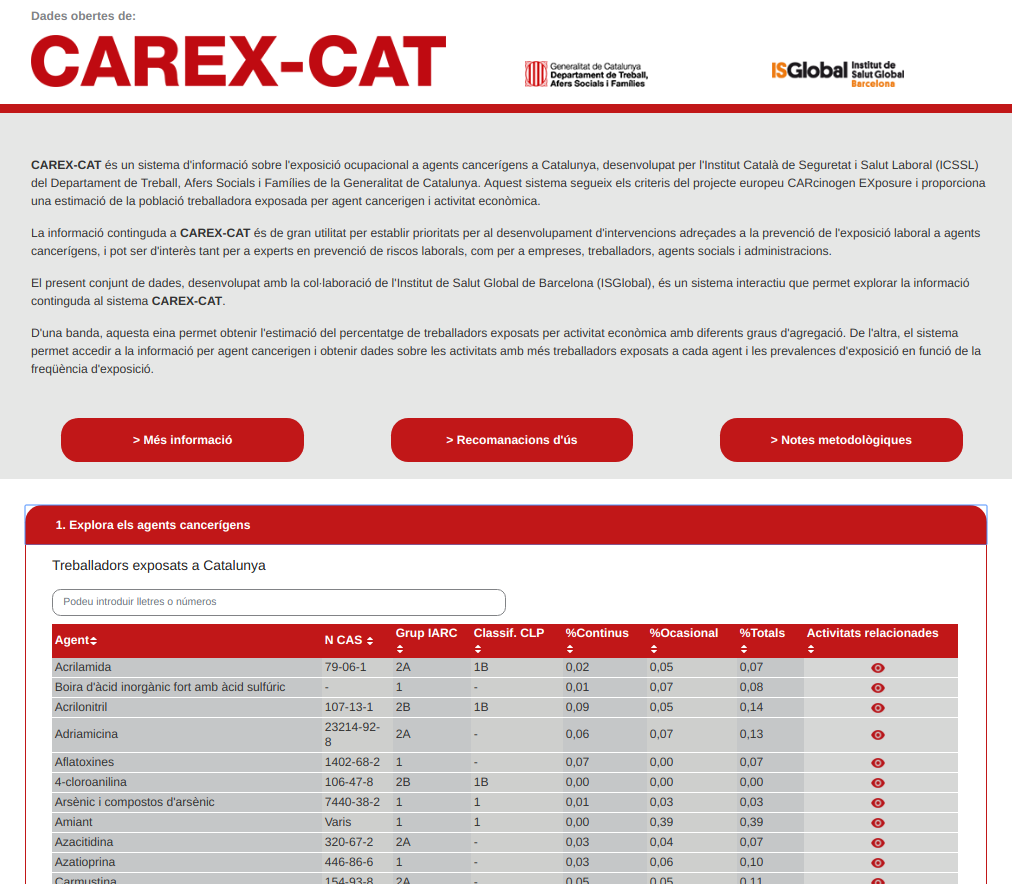 Dades obertes de:
CAREX-CAT
Generalitat de Catalunya
Departament de Treball,
Afers Socials i Famílies
ISGlobal Institut de
Salut Global
Barcelona
CAREX-CAT és un sistema d'informació sobre l'exposició ocupacional a agents cancerígens a Catalunya, desenvolupat per l'Institut Català de Seguretat i Salut Laboral (ICSSL)
del Departament de Treball, Afers Socials i Famílies de la Generalitat de Catalunya. Aquest sistema segueix els criteris del projecte europeu CARcinogen EXposure i proporciona
una estimació de la població treballadora exposada per agent cancerigen i activitat econòmica.
La informació continguda a CAREX-CAT és de gran utilitat per establir prioritats per al desenvolupament d'intervencions adreçades a la prevenció de l'exposició laboral a agents
cancerígens, i pot ser d'interès tant per a experts en prevenció de riscos laborals, com per a empreses, treballadors, agents socials i administracions.
El present conjunt de dades, desenvolupat amb la col·laboració de l'Institut de Salut Global de Barcelona (ISGlobal), és un sistema interactiu que permet explorar la informació
continguda al sistema CAREX-CAT.
D'una banda, aquesta eina permet obtenir l'estimació del percentatge de treballadors exposats per activitat econòmica amb diferents graus d'agregació. De l'altra, el sistema
permet accedir a la informació per agent cancerigen i obtenir dades sobre les activitats amb més treballadors exposats a cada agent i les prevalences d'exposició en funció de la
freqüència d'exposició.
> Més informació > Recomanacions d'ús > Notes metodològiques
1. Explora els agents cancerígens
Treballadors exposats a Catalunya
Podeu introduir lletres o números
Agent N CAS Grup IARC Classif. CLP %Continus %Ocasional %Totals Activitats relacionades
Acrilamida 79-06-1 2A 1B 0,02 0,05 0,07
Boira d'àcid inorgànic fort amb àcid sulfúric - 1 - 0,01 0,07 0,08
Acrilonitril 107-13-1 2B 1B 0,09 0,05 0,14
Adriamicina 23214-92-8 2A - 0,06 0,07 0,13
Aflatoxines 1402-68-2 1 - 0,07 0,00 0,07
4-cloroanilina 106-47-8 2B 1B 0,00 0,00 0,00
Arsènic i compostos d'arsènic 7440-38-2 1 1 0,01 0,03 0,03
Amiant Varis 1 1 0,00 0,39 0,39
Azacitidina 320-67-2 2A - 0,03 0,04 0,07
Azatioprina 446-86-6 1 - 0,03 0,06 0,10
Carmustina 154-93-8 2A - 0,05 0,05 0,11